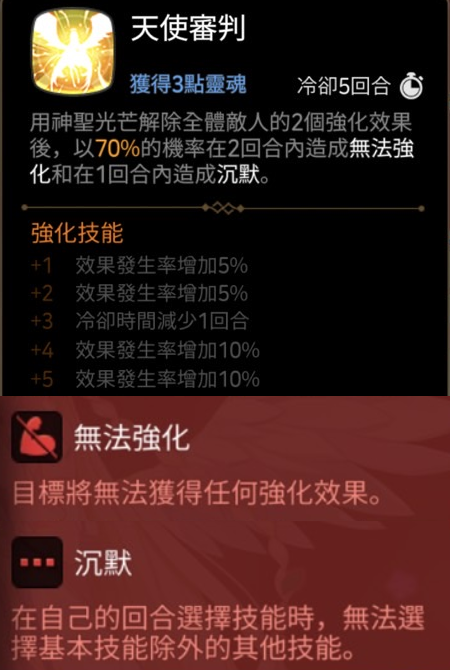 天使審判
獲得3點靈魂 冷卻5回合
用神聖光芒解除全體敵人的2個強化效果
後，以70%的機率在2回合內造成無法強
化和在1回合內造成沉默。
強化技能
+1 效果發生率增加5%
+2 效果發生率增加5%
+3 冷卻時間減少1回合
+4 效果發生率增加10%
+5 效果發生率增加10%
無法強化
目標將無法獲得任何強化效果。
沉默
在自己的回合選擇技能時，無法選
擇基本技能除外的其他技能。